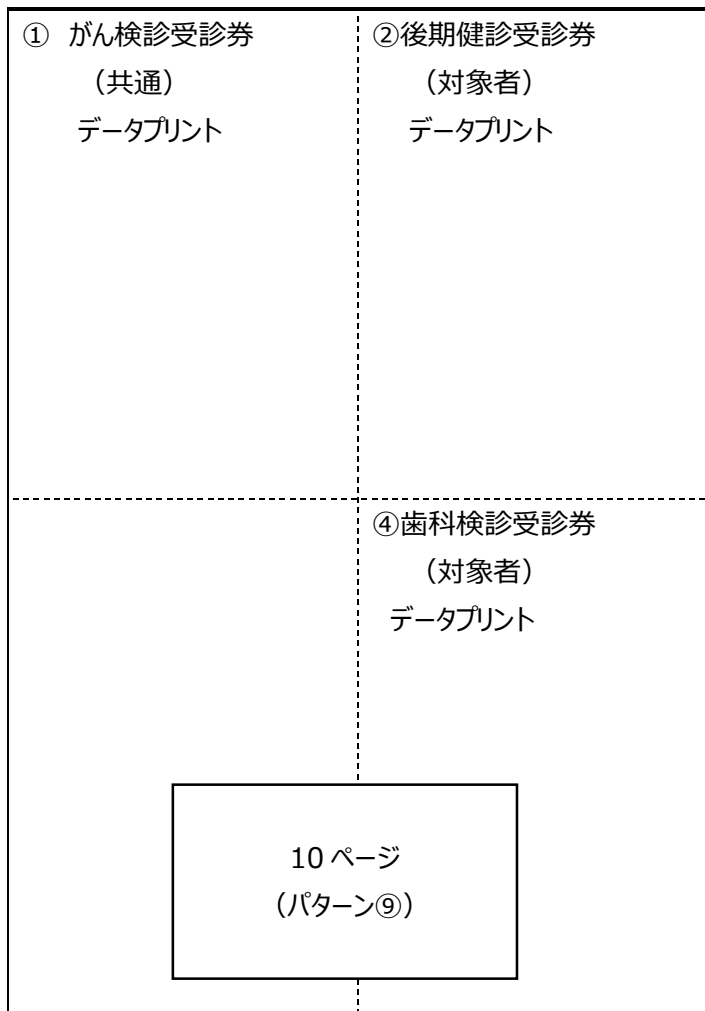 ① がん検診受診券
（共通）
データプリント
②後期健診受診券
（対象者）
データプリント
④歯科検診受診券
（対象者）
データプリント
10 ページ
（パターン⑨）